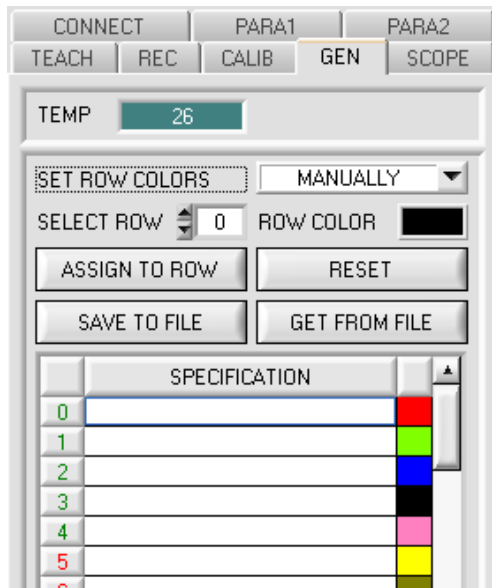 CONNECT PARA1 PARA2
TEACH REC CALIB GEN SCOPE
TEMP 26
SET ROW COLORS MANUALLY
SELECT ROW 0 ROW COLOR
ASSIGN TO ROW RESET
SAVE TO FILE GET FROM FILE
SPECIFICATION
0
1
2
3
4
5